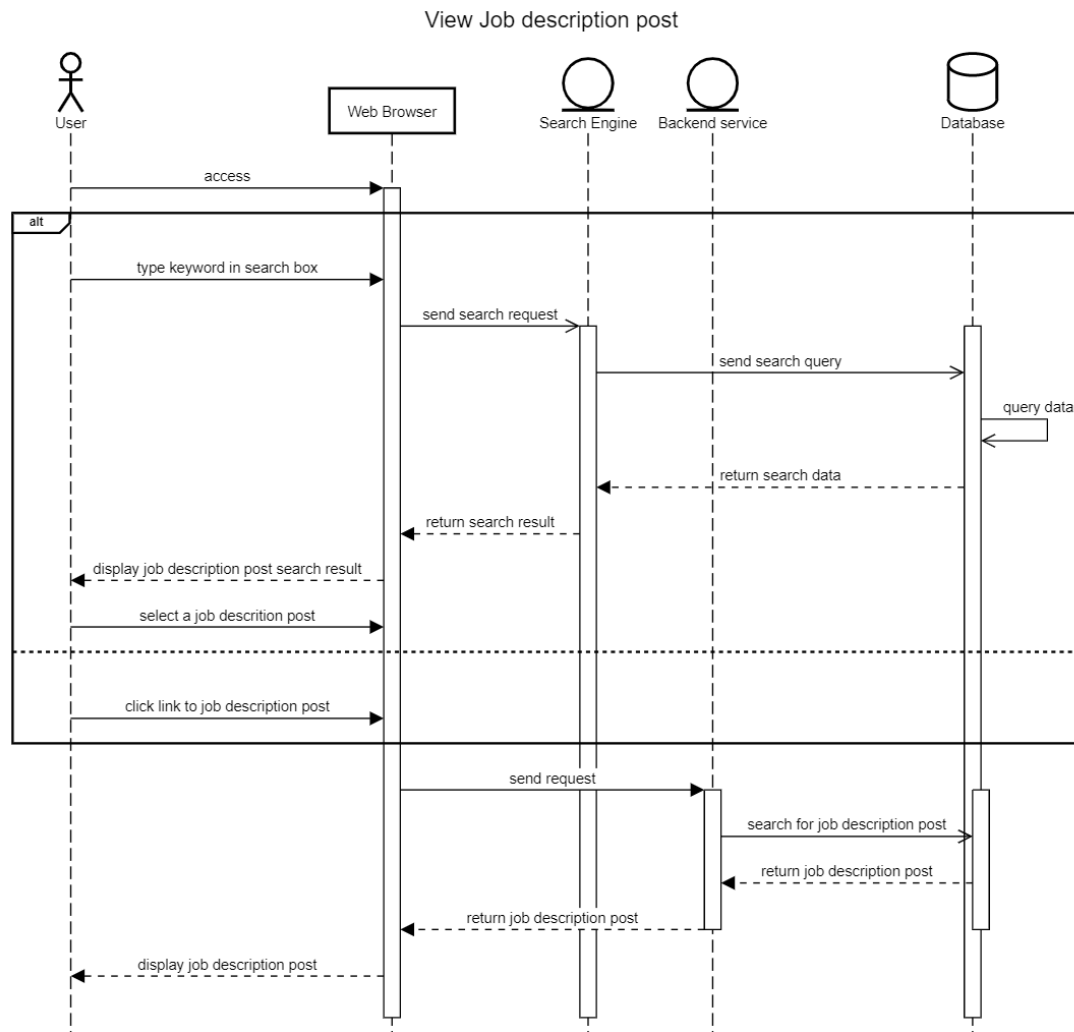 View Job description post
User
Web Browser
Search Engine
Backend service
Database
access
alt
type keyword in search box
send search request
send search query
query data
return search data
return search result
display job description post search result
select a job descrition post
click link to job description post
send request
search for job description post
return job description post
return job description post
display job description post